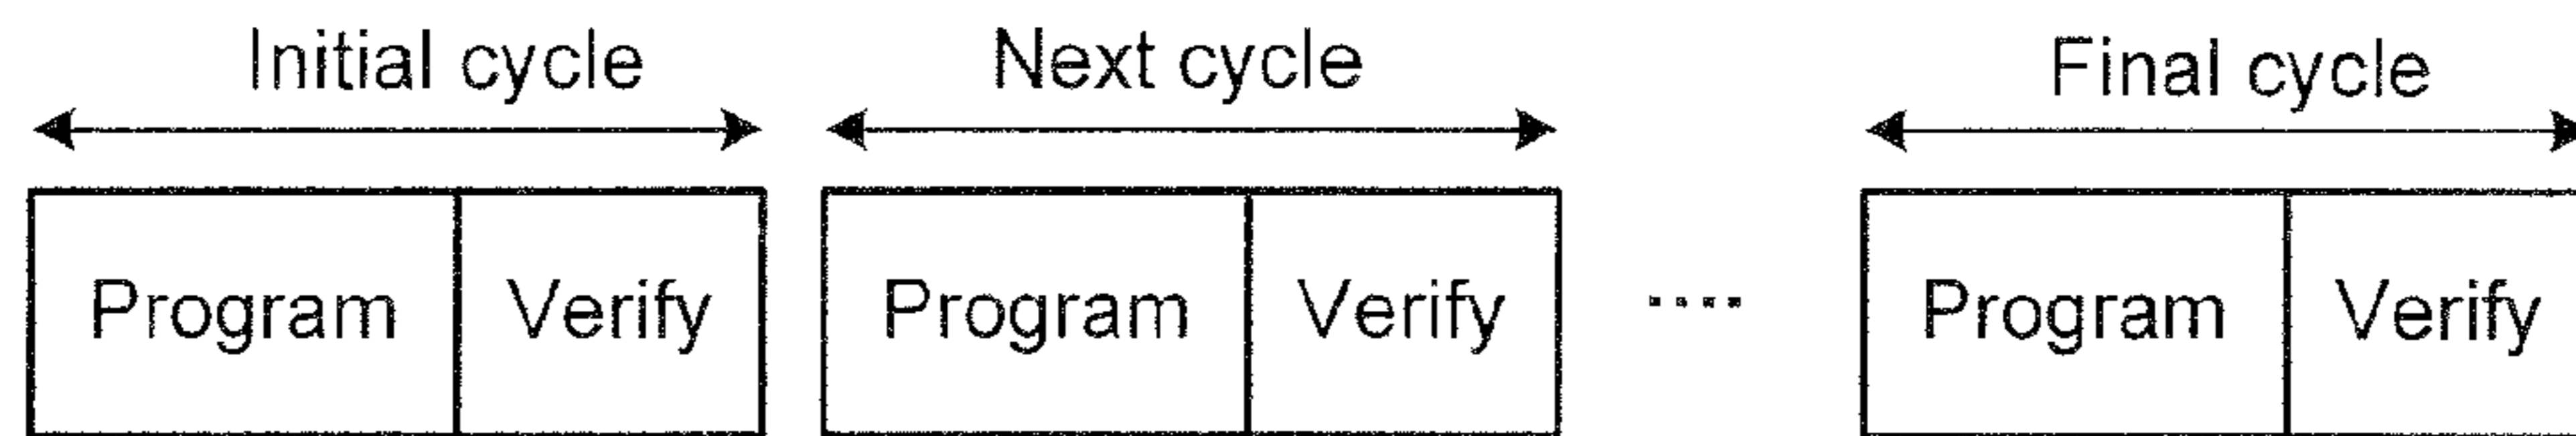 Initial cycle Next cycle Final cycle
Program Verify Program Verify .... Program Verify